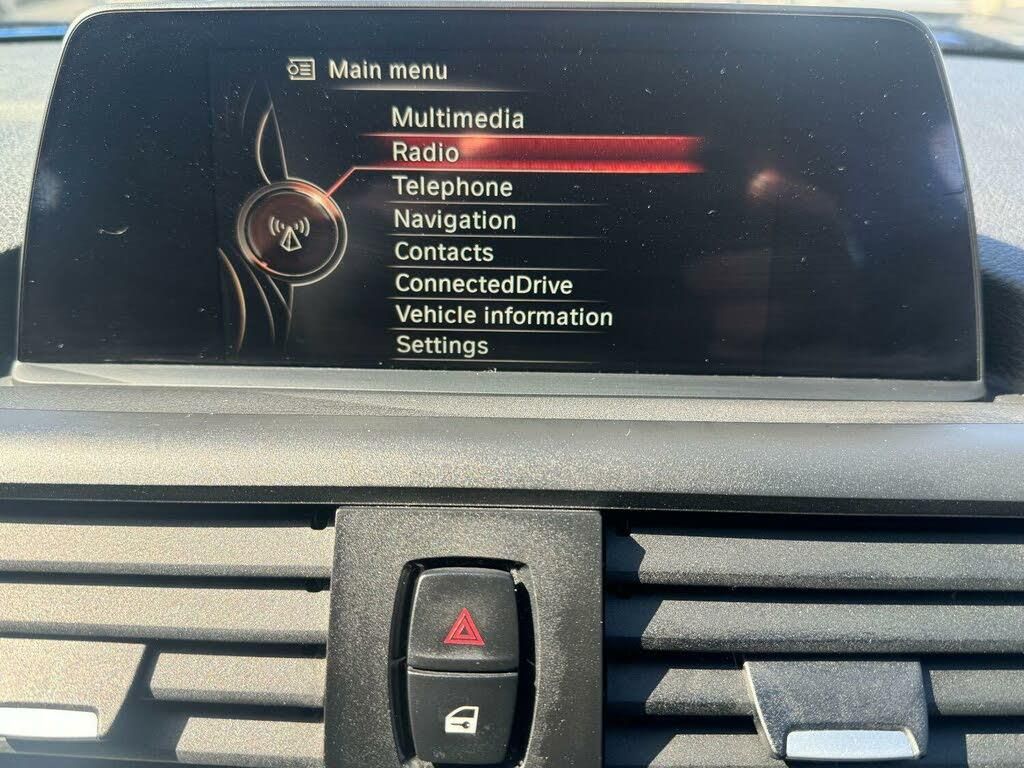 Main menu
Multimedia
Radio
Telephone
Navigation
Contacts
ConnectedDrive
Vehicle information
Settings